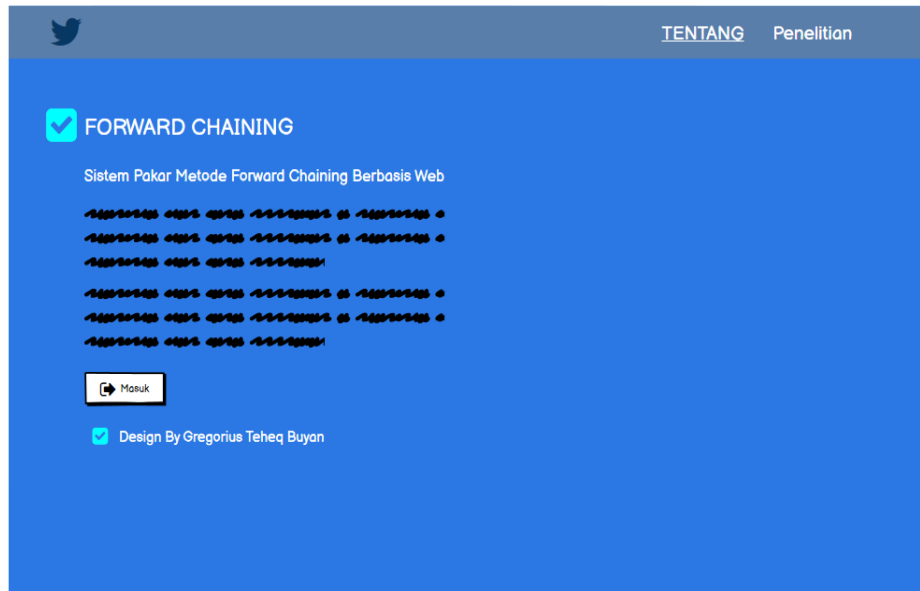 TENTANG Penelitian
FORWARD CHAINING
Sistem Pakar Metode Forward Chaining Berbasis Web
Masuk
Design By Gregorius Teheq Buyan